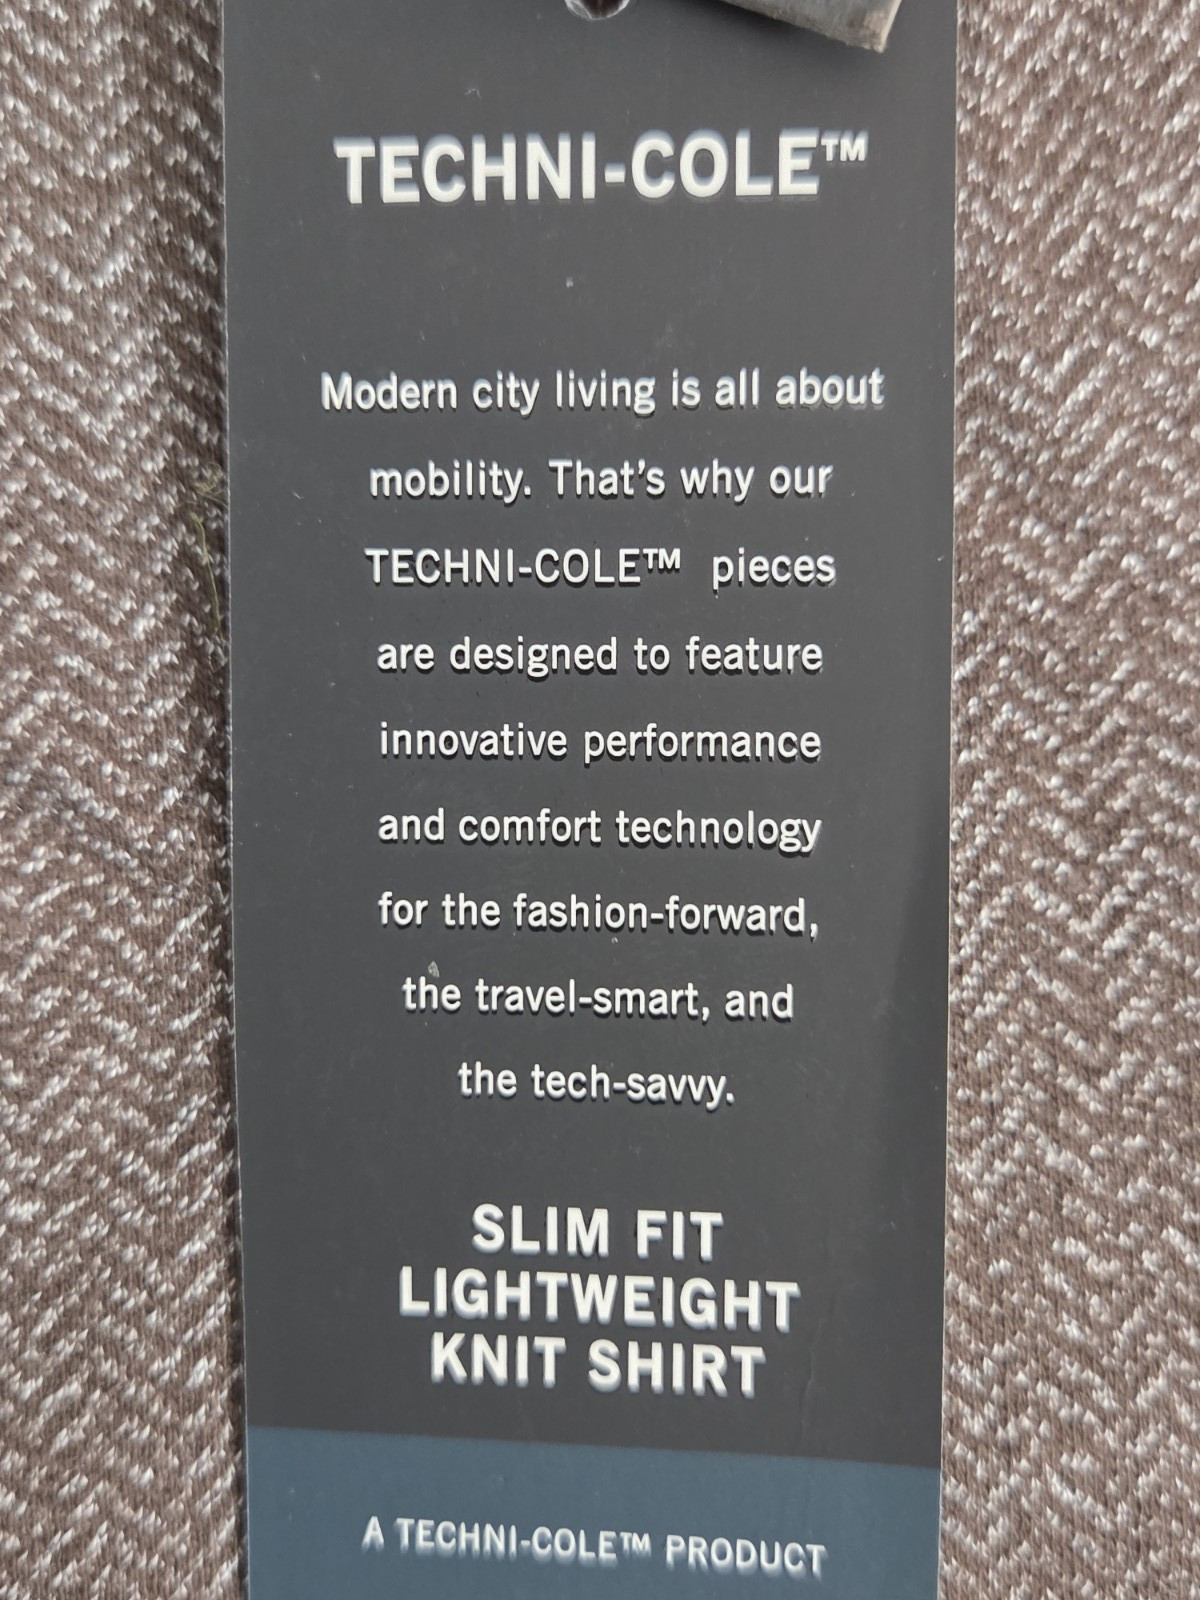 TECHNI-COLE™
Modern city living is all about
mobility. That's why our
TECHNI-COLE™ pieces
are designed to feature
innovative performance
and comfort technology
for the fashion-forward,
the travel-smart, and
the tech-savvy.
SLIM FIT
LIGHTWEIGHT
KNIT SHIRT
A TECHNI-COLE™ PRODUCT